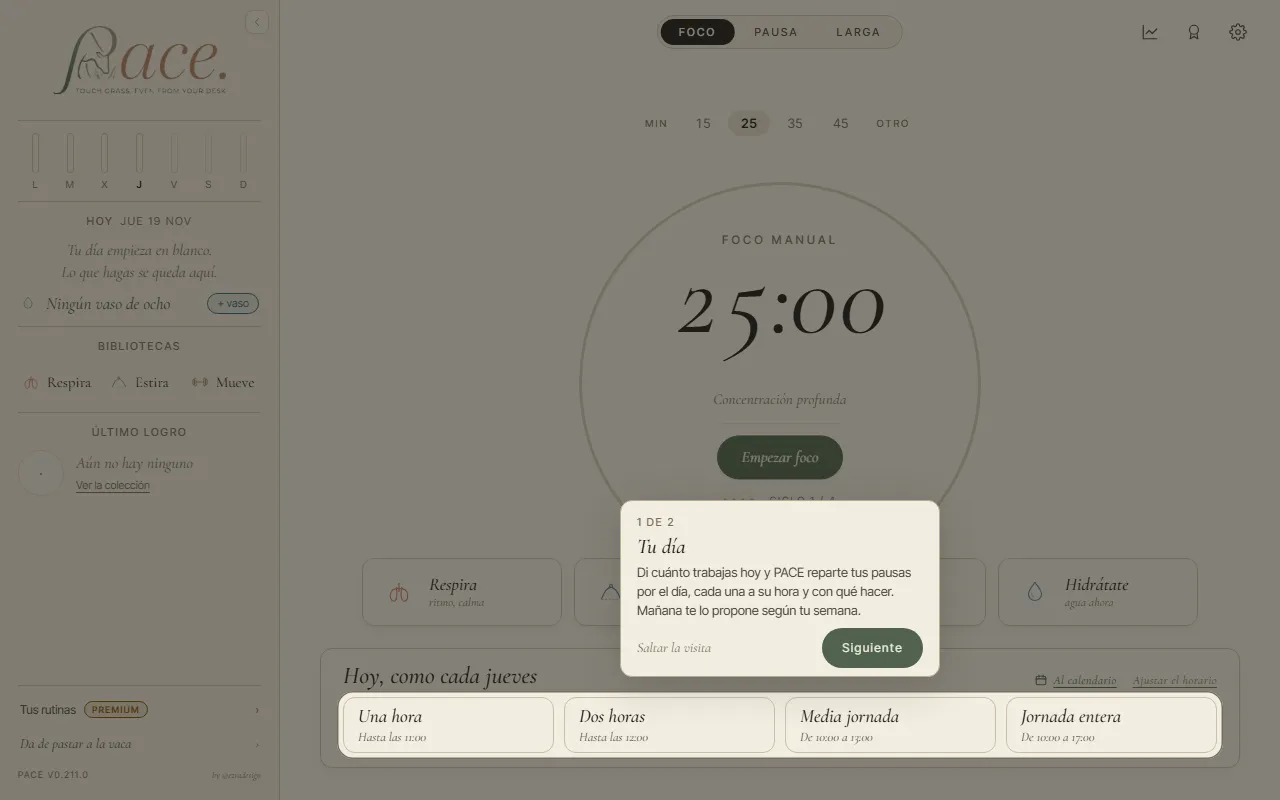 Pace.
TOUCH GRASS. EVEN FROM YOUR DESK.
L M X J V S D
HOY JUE 19 NOV
Tu día empieza en blanco.
Lo que hagas se queda aquí.
Ningún vaso de ocho
+ vaso
BIBLIOTECAS
Respira Estira Mueve
ÚLTIMO LOGRO
Aún no hay ninguno
Ver la colección
Tus rutinas PREMIUM ›
Da de pastar a la vaca ›
PACE V0.211.0
FOCO PAUSA LARGA
MIN 15 25 35 45 OTRO
FOCO MANUAL
25:00
Concentración profunda
Empezar foco
CICLO 1 / 4
1 DE 2
Tu día
Di cuánto trabajas hoy y PACE reparte tus pausas
por el día, cada una a su hora y con qué hacer.
Mañana te lo propone según tu semana.
Saltar la visita
Siguiente
Respira
ritmo, calma
Hidrátate
agua ahora
Hoy, como cada jueves
Al calendario
Ajustar el horario
Una hora
Hasta las 11:00
Dos horas
Hasta las 12:00
Media jornada
De 10:00 a 13:00
Jornada entera
De 10:00 a 17:00